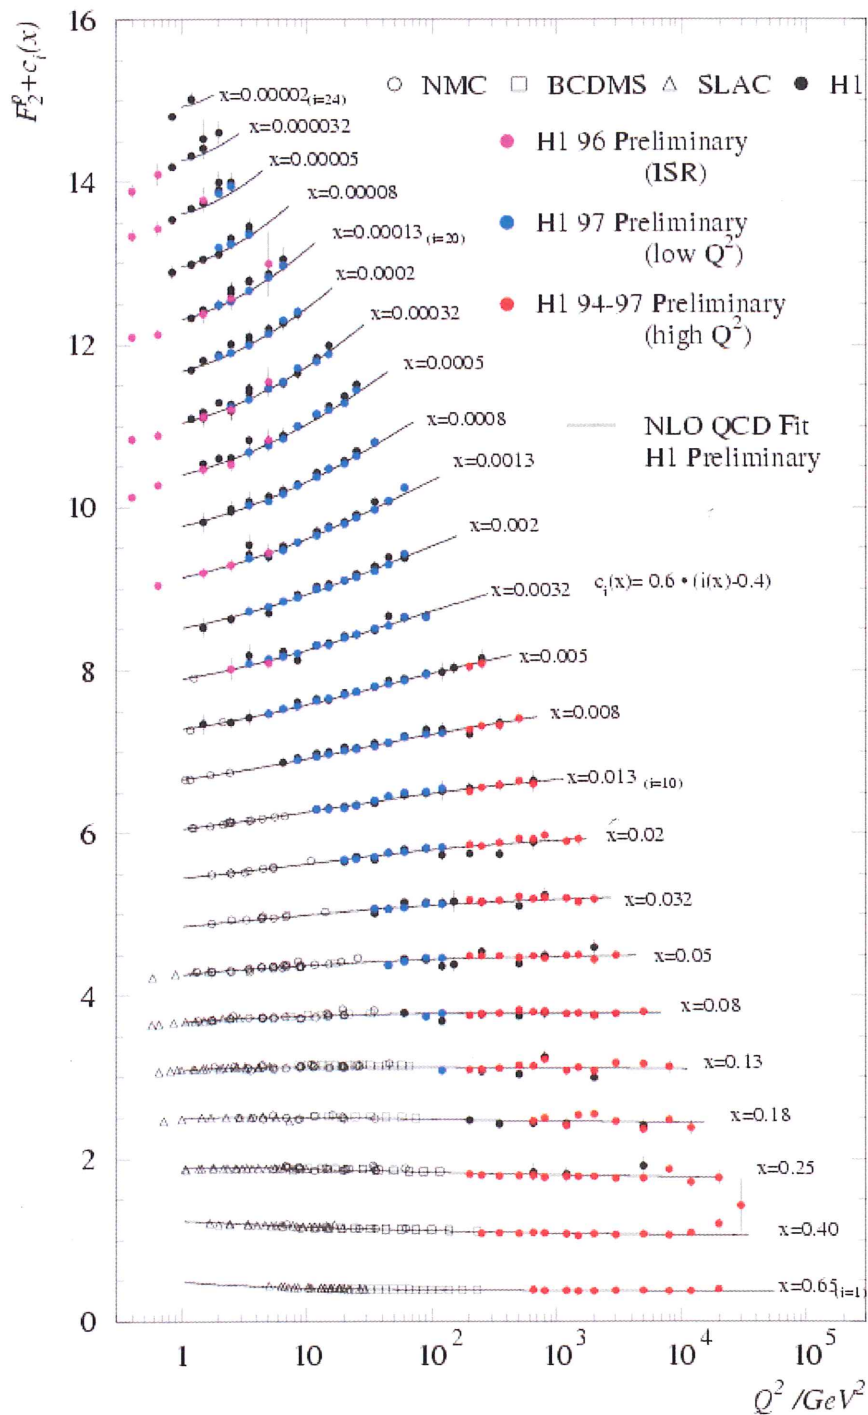 F₂ᵖ+cᵢ(x)
16
14
12
10
8
6
4
2
0
○ NMC □ BCDMS △ SLAC ● H1
● H1 96 Preliminary
(ISR)
● H1 97 Preliminary
(low Q²)
● H1 94-97 Preliminary
(high Q²)
NLO QCD Fit
H1 Preliminary
cᵢ(x)= 0.6 • (i(x)-0.4)
x=0.00002 (i=24)
x=0.000032
x=0.00005
x=0.00008
x=0.00013 (i=20)
x=0.0002
x=0.00032
x=0.0005
x=0.0008
x=0.0013
x=0.002
x=0.0032
x=0.005
x=0.008
x=0.013 (i=10)
x=0.02
x=0.032
x=0.05
x=0.08
x=0.13
x=0.18
x=0.25
x=0.40
x=0.65 (i=1)
1 10 10² 10³ 10⁴ 10⁵
Q² /GeV²